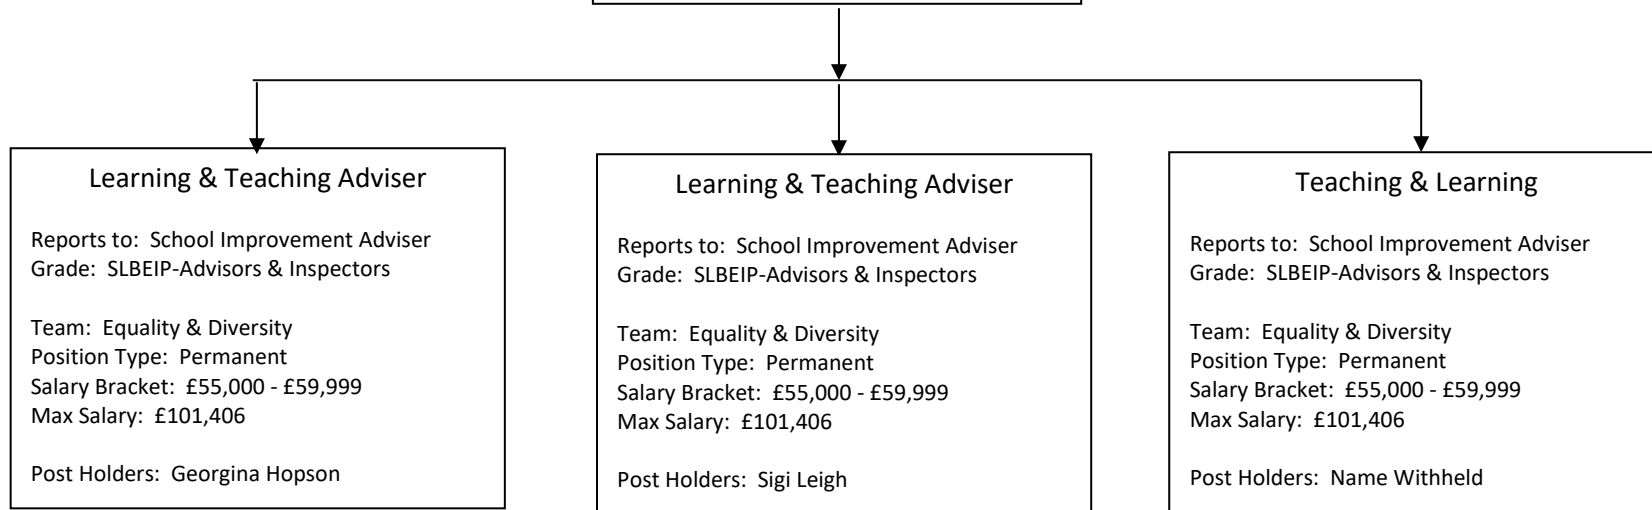 Learning & Teaching Adviser
Reports to: School Improvement Adviser
Grade: SLBEIP-Advisors & Inspectors
Team: Equality & Diversity
Position Type: Permanent
Salary Bracket: £55,000 - £59,999
Max Salary: £101,406
Post Holders: Georgina Hopson
Learning & Teaching Adviser
Reports to: School Improvement Adviser
Grade: SLBEIP-Advisors & Inspectors
Team: Equality & Diversity
Position Type: Permanent
Salary Bracket: £55,000 - £59,999
Max Salary: £101,406
Post Holders: Sigi Leigh
Teaching & Learning
Reports to: School Improvement Adviser
Grade: SLBEIP-Advisors & Inspectors
Team: Equality & Diversity
Position Type: Permanent
Salary Bracket: £55,000 - £59,999
Max Salary: £101,406
Post Holders: Name Withheld